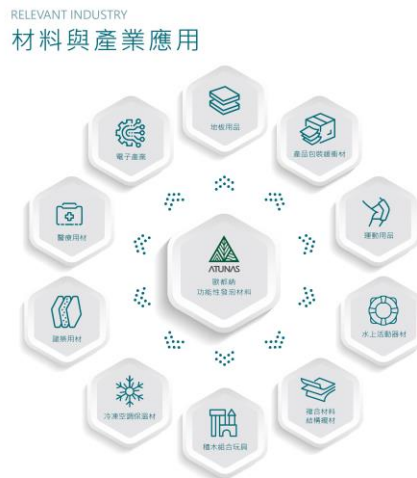 RELEVANT INDUSTRY
材料與產業應用
地板用品
電子產業
產品包裝緩衝材
醫療用材
運動用品
ATUNAS
歐都納
功能性發泡材料
建築用材
水上活動器材
冷凍空調保溫材
複合材料
結構襯材
積木組合玩具